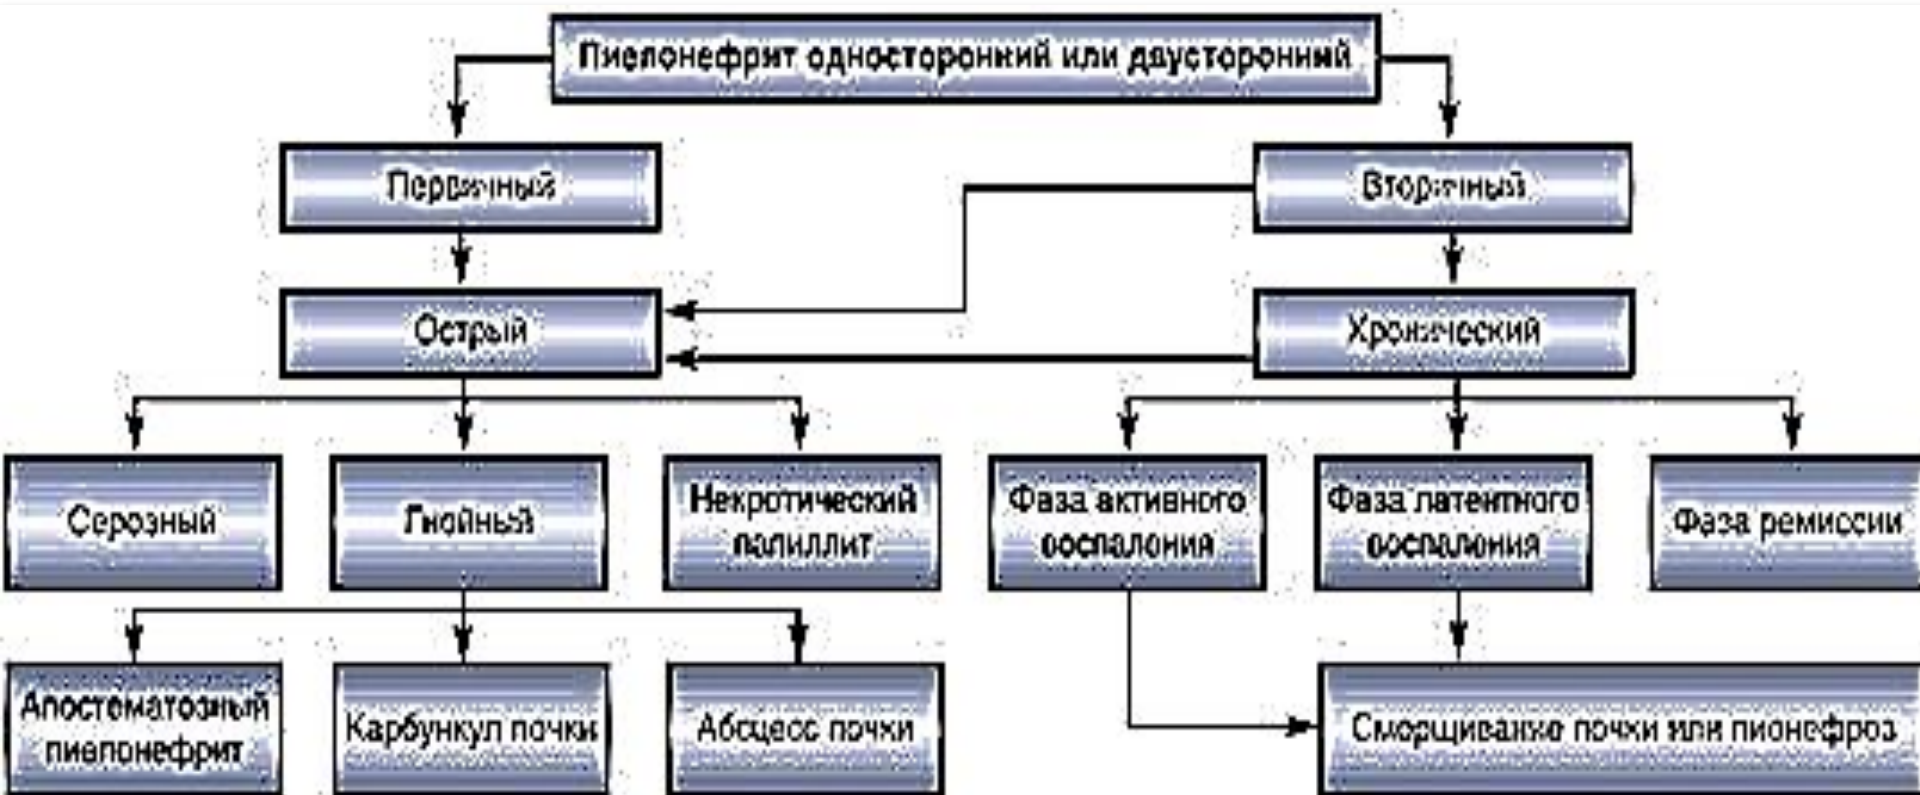 Пиелонефрит односторонний или двусторонний
Первичный
Вторичный
Острый
Хронический
Серозный
Гнойный
Некротический
папиллит
Фаза активного
воспаления
Фаза латентного
воспаления
Фаза ремиссии
Апостематозный
пиелонефрит
Карбункул почки
Абсцесс почки
Сморщивание почки или пионефроз